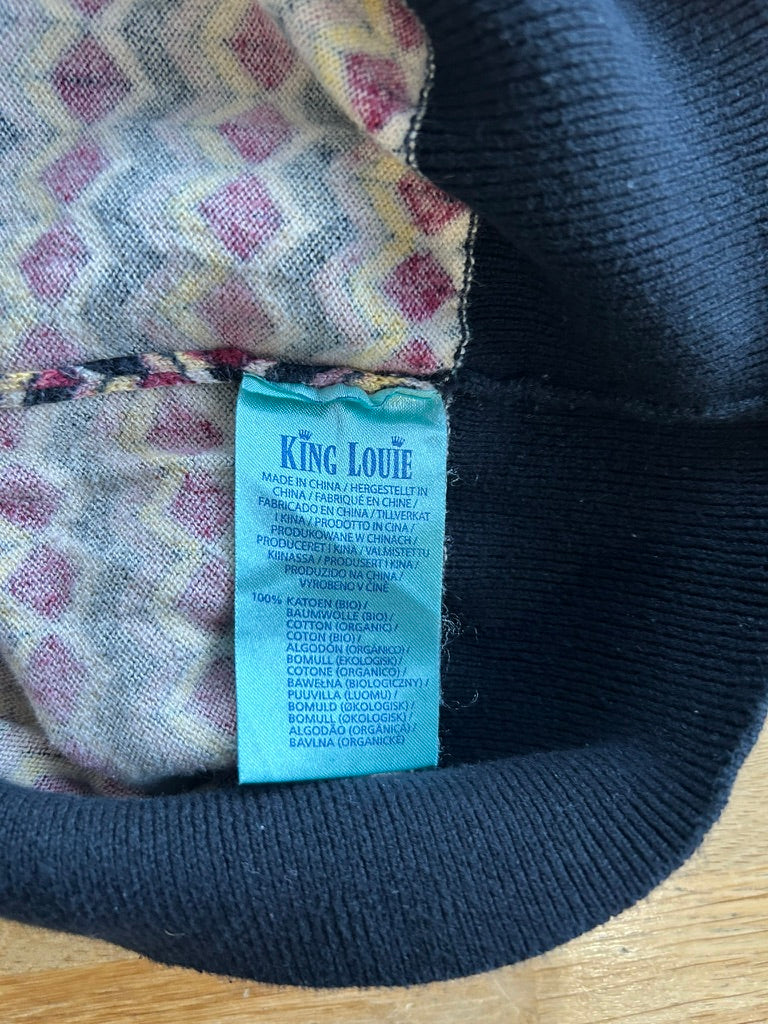 KING LOUIE
MADE IN CHINA / HERGESTELLT IN
CHINA / FABRIQUÉ EN CHINE /
FABRICADO EN CHINA / TILLVERKAT
I KINA / PRODOTTO IN CINA /
PRODUKOWANE W CHINACH /
PRODUCERET I KINA / VALMISTETTU
KIINASSA / PRODUSERT I KINA /
PRODUZIDO NA CHINA /
VYROBENO V ČÍNĚ
100% KATOEN (BIO) /
BAUMWOLLE (BIO) /
COTTON (ORGANIC) /
COTON (BIO) /
ALGODÓN (ORGÁNICO) /
BOMULL (EKOLOGISK) /
COTONE (ORGANICO) /
BAWEŁNA (BIOLOGICZNY) /
PUUVILLA (LUOMU) /
BOMULD (ØKOLOGISK) /
BOMULL (ØKOLOGISK) /
ALGODÃO (ORGÂNICA) /
BAVLNA (ORGANICKÉ)